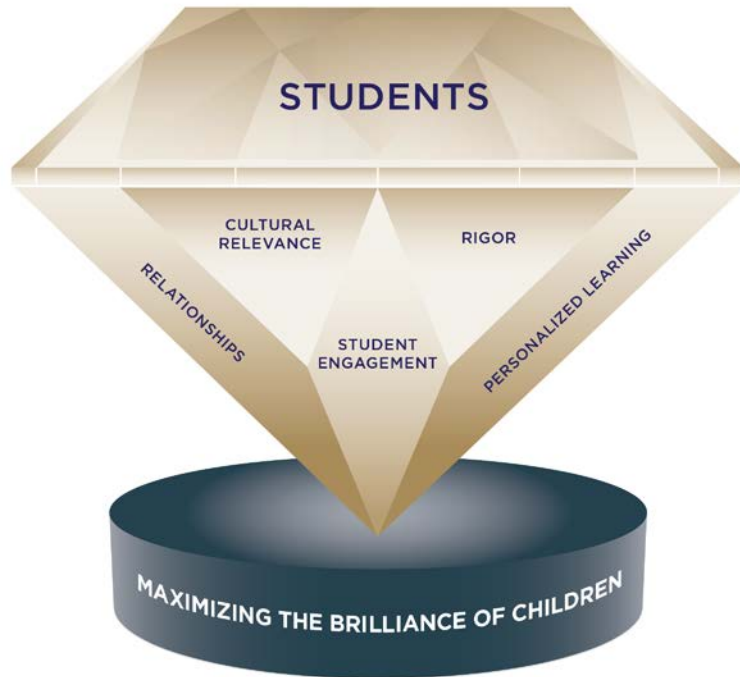 STUDENTS
CULTURAL
RELEVANCE
RIGOR
RELATIONSHIPS
STUDENT
ENGAGEMENT
PERSONALIZED LEARNING
MAXIMIZING THE BRILLIANCE OF CHILDREN